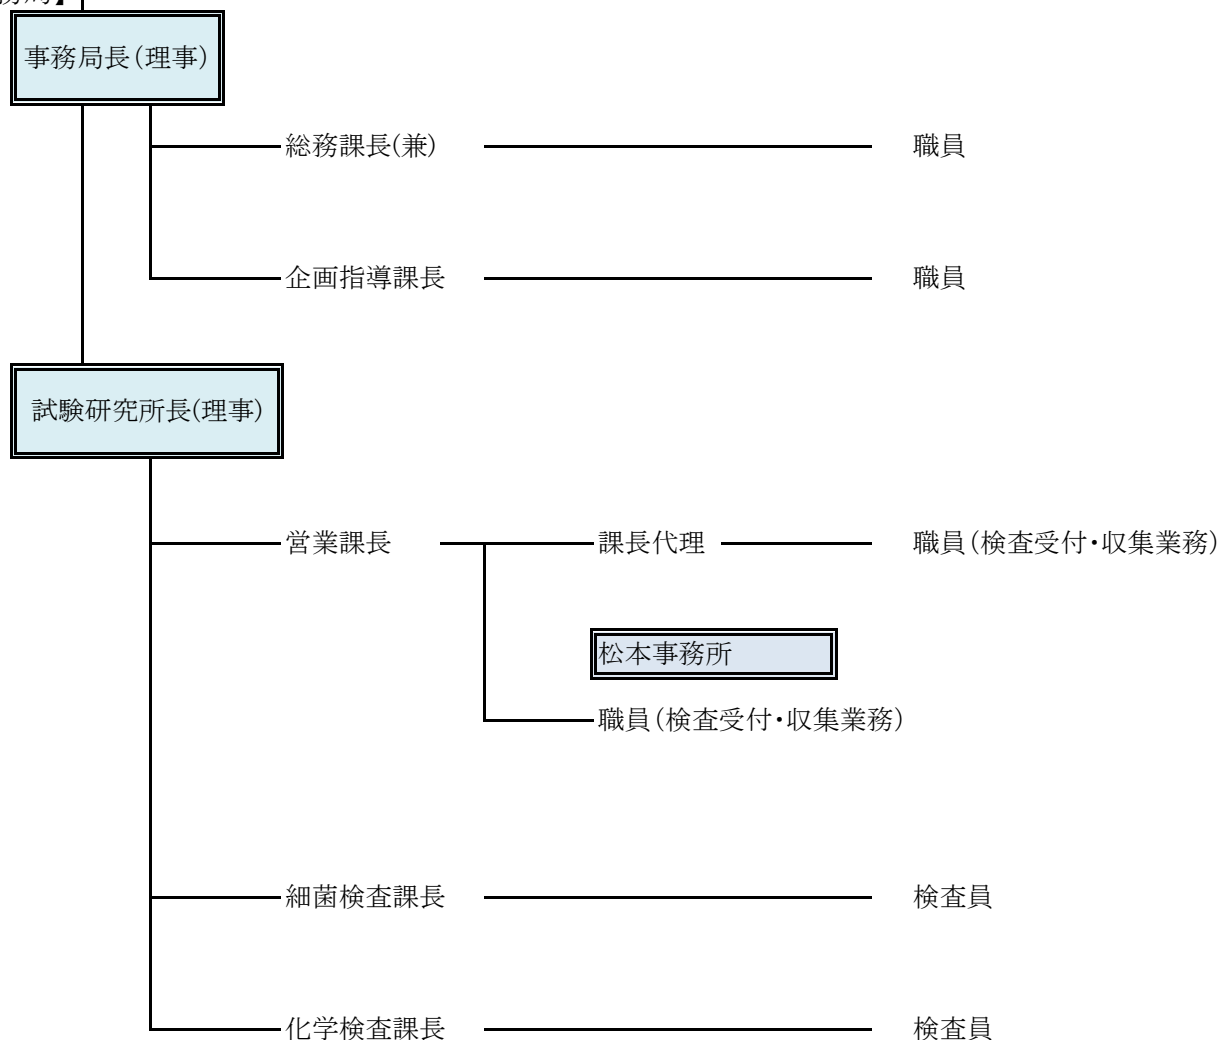 事務局長(理事)
総務課長(兼) 職員
企画指導課長 職員
試験研究所長(理事)
営業課長 課長代理 職員(検査受付・収集業務)
松本事務所
職員(検査受付・収集業務)
細菌検査課長 検査員
化学検査課長 検査員